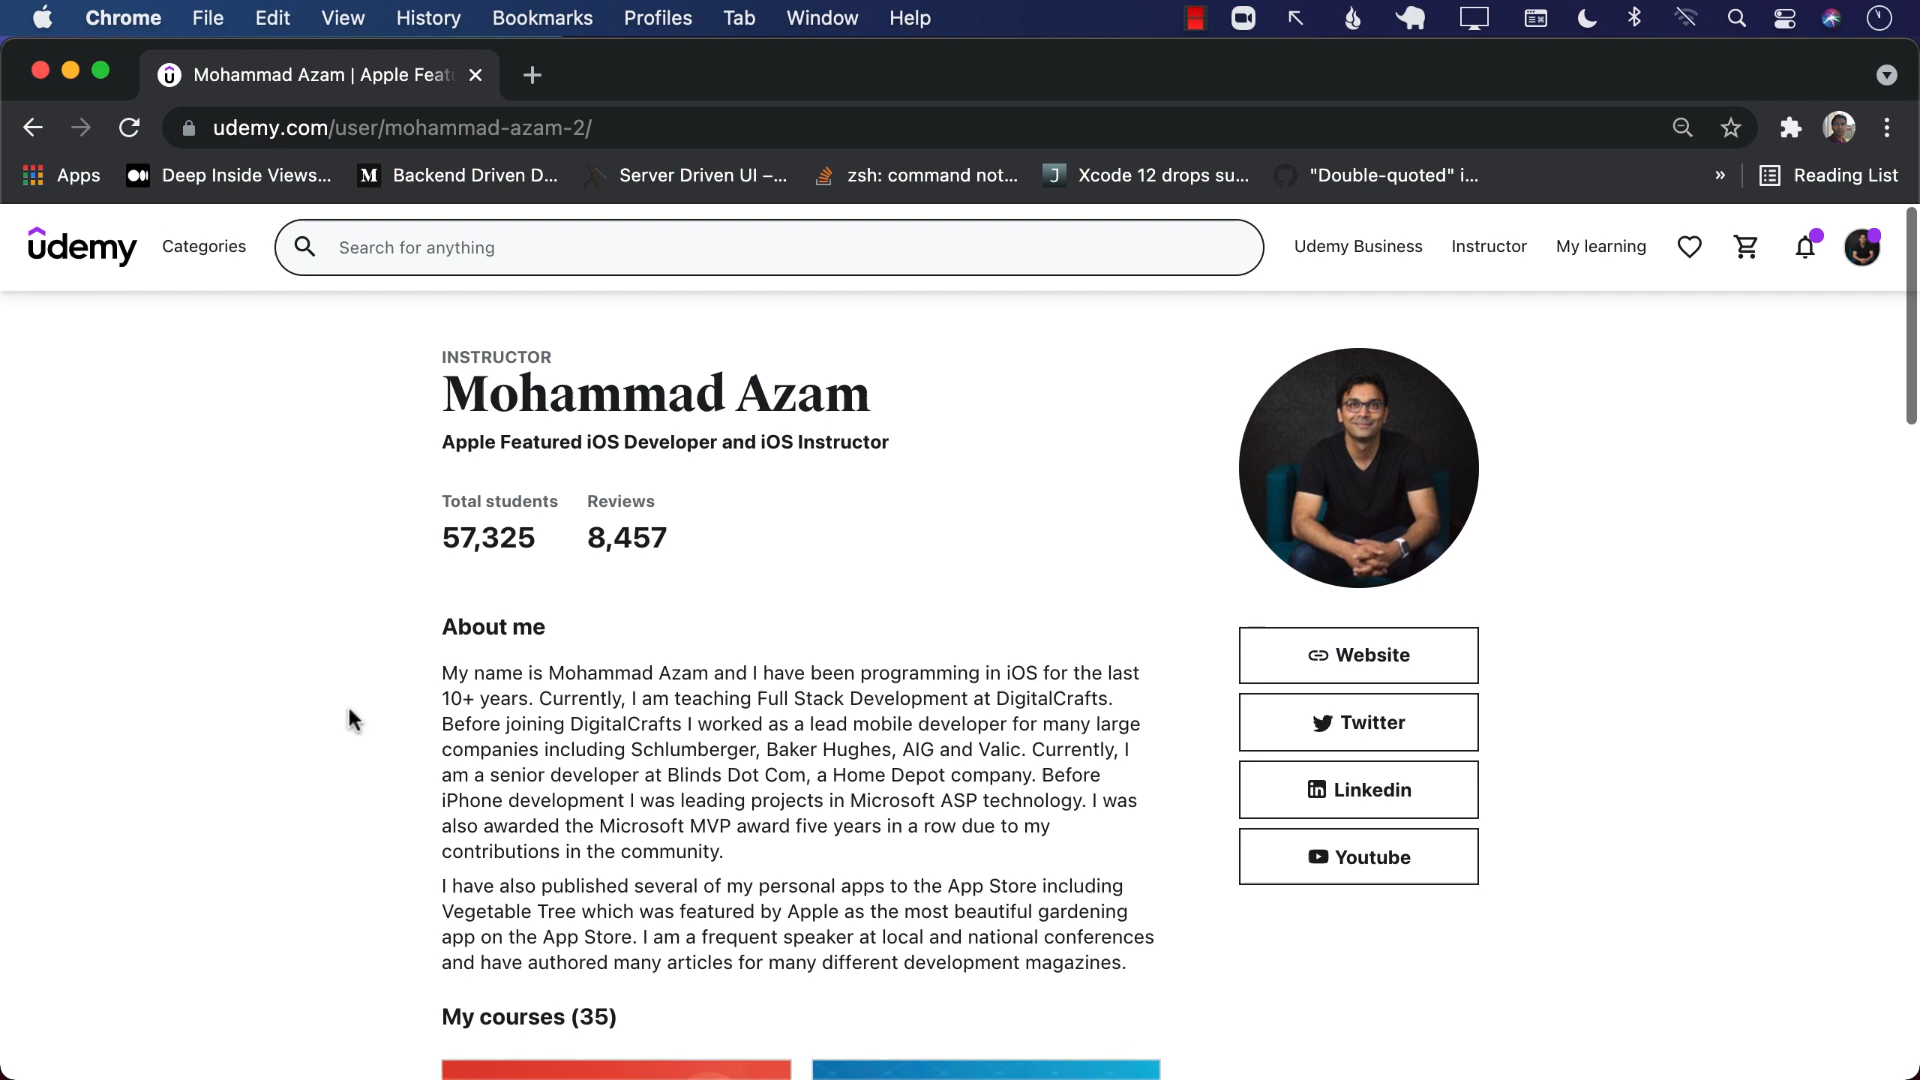 Chrome File Edit View History Bookmarks Profiles Tab Window Help
Mohammad Azam | Apple Feat
udemy.com/user/mohammad-azam-2/
Apps Deep Inside Views... Backend Driven D... Server Driven UI –... zsh: command not... Xcode 12 drops su... "Double-quoted" i... » Reading List
udemy Categories Search for anything Udemy Business Instructor My learning
INSTRUCTOR
Mohammad Azam
Apple Featured iOS Developer and iOS Instructor
Total students Reviews
57,325 8,457
About me
My name is Mohammad Azam and I have been programming in iOS for the last
10+ years. Currently, I am teaching Full Stack Development at DigitalCrafts.
Before joining DigitalCrafts I worked as a lead mobile developer for many large
companies including Schlumberger, Baker Hughes, AIG and Valic. Currently, I
am a senior developer at Blinds Dot Com, a Home Depot company. Before
iPhone development I was leading projects in Microsoft ASP technology. I was
also awarded the Microsoft MVP award five years in a row due to my
contributions in the community.
I have also published several of my personal apps to the App Store including
Vegetable Tree which was featured by Apple as the most beautiful gardening
app on the App Store. I am a frequent speaker at local and national conferences
and have authored many articles for many different development magazines.
My courses (35)
Website
Twitter
Linkedin
Youtube